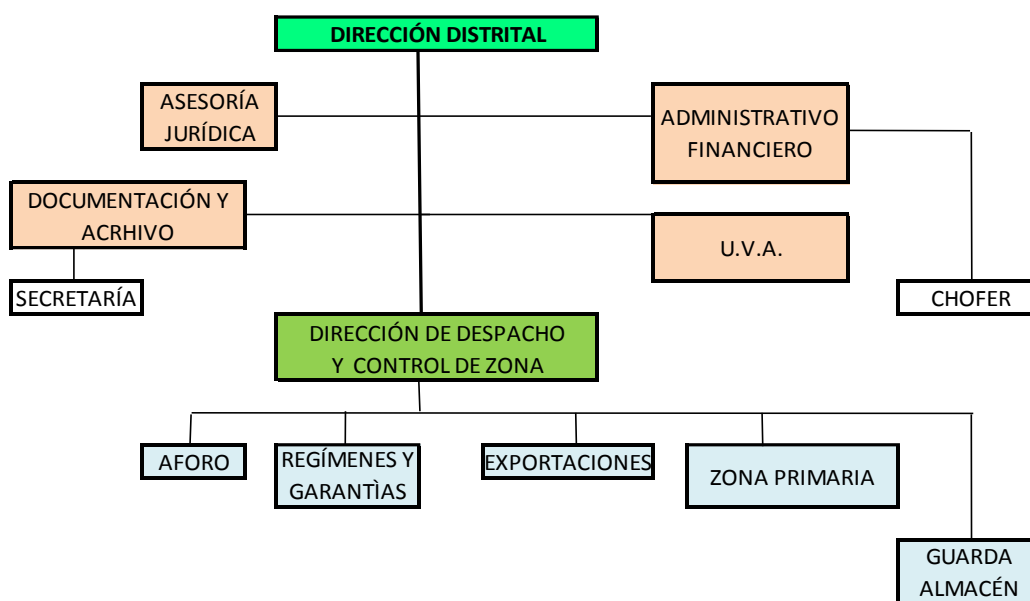 DIRECCIÓN DISTRITAL
ASESORÍA
JURÍDICA
ADMINISTRATIVO
FINANCIERO
DOCUMENTACIÓN Y
ACRHIVO
U.V.A.
SECRETARÍA
CHOFER
DIRECCIÓN DE DESPACHO
Y CONTROL DE ZONA
AFORO
REGÍMENES Y
GARANTÌAS
EXPORTACIONES
ZONA PRIMARIA
GUARDA
ALMACÉN